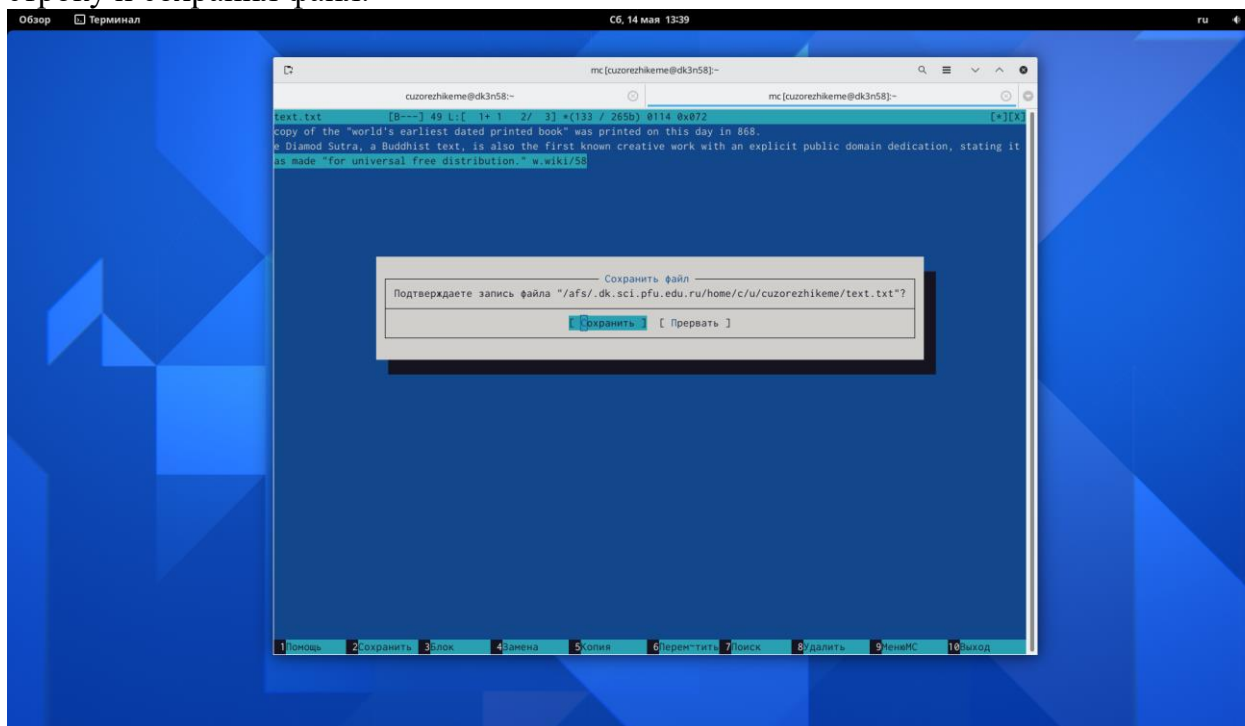 строку и сохранил файл.
Обзор Терминал Сб, 14 мая 13:39 ru
mc [cuzorezhikeme@dk3n58]:~
cuzorezhikeme@dk3n58:~ mc [cuzorezhikeme@dk3n58]:~
text.txt [B---] 49 L:[ 1+ 1 2/ 3] *(133 / 265b) 0114 0x072 [*][X]
copy of the "world's earliest dated printed book" was printed on this day in 868.
e Diamod Sutra, a Buddhist text, is also the first known creative work with an explicit public domain dedication, stating it
as made "for universal free distribution." w.wiki/58
Сохранить файл
Подтверждаете запись файла "/afs/.dk.sci.pfu.edu.ru/home/c/u/cuzorezhikeme/text.txt"?
[ Сохранить ] [ Прервать ]
1Помощь 2Сохранить 3Блок 4Замена 5Копия 6Перем~тить 7Поиск 8Удалить 9МенюMC 10Выход